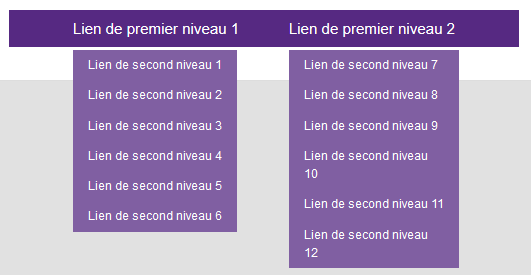 Lien de premier niveau 1
Lien de second niveau 1
Lien de second niveau 2
Lien de second niveau 3
Lien de second niveau 4
Lien de second niveau 5
Lien de second niveau 6
Lien de premier niveau 2
Lien de second niveau 7
Lien de second niveau 8
Lien de second niveau 9
Lien de second niveau
10
Lien de second niveau 11
Lien de second niveau
12